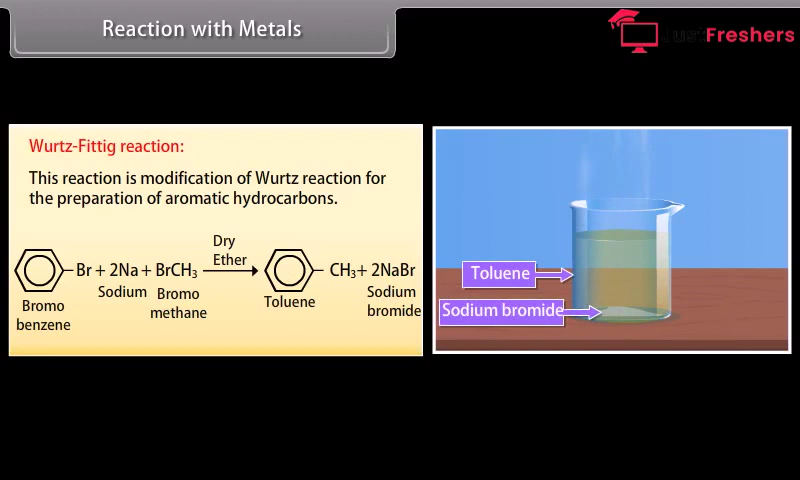 Reaction with Metals
JustFreshers
Wurtz-Fittig reaction:
This reaction is modification of Wurtz reaction for
the preparation of aromatic hydrocarbons.
Dry
Ether
Br + 2Na + BrCH₃
CH₃ + 2NaBr
Bromo
benzene
Sodium
Bromo
methane
Toluene
Sodium
bromide
Toluene
Sodium bromide